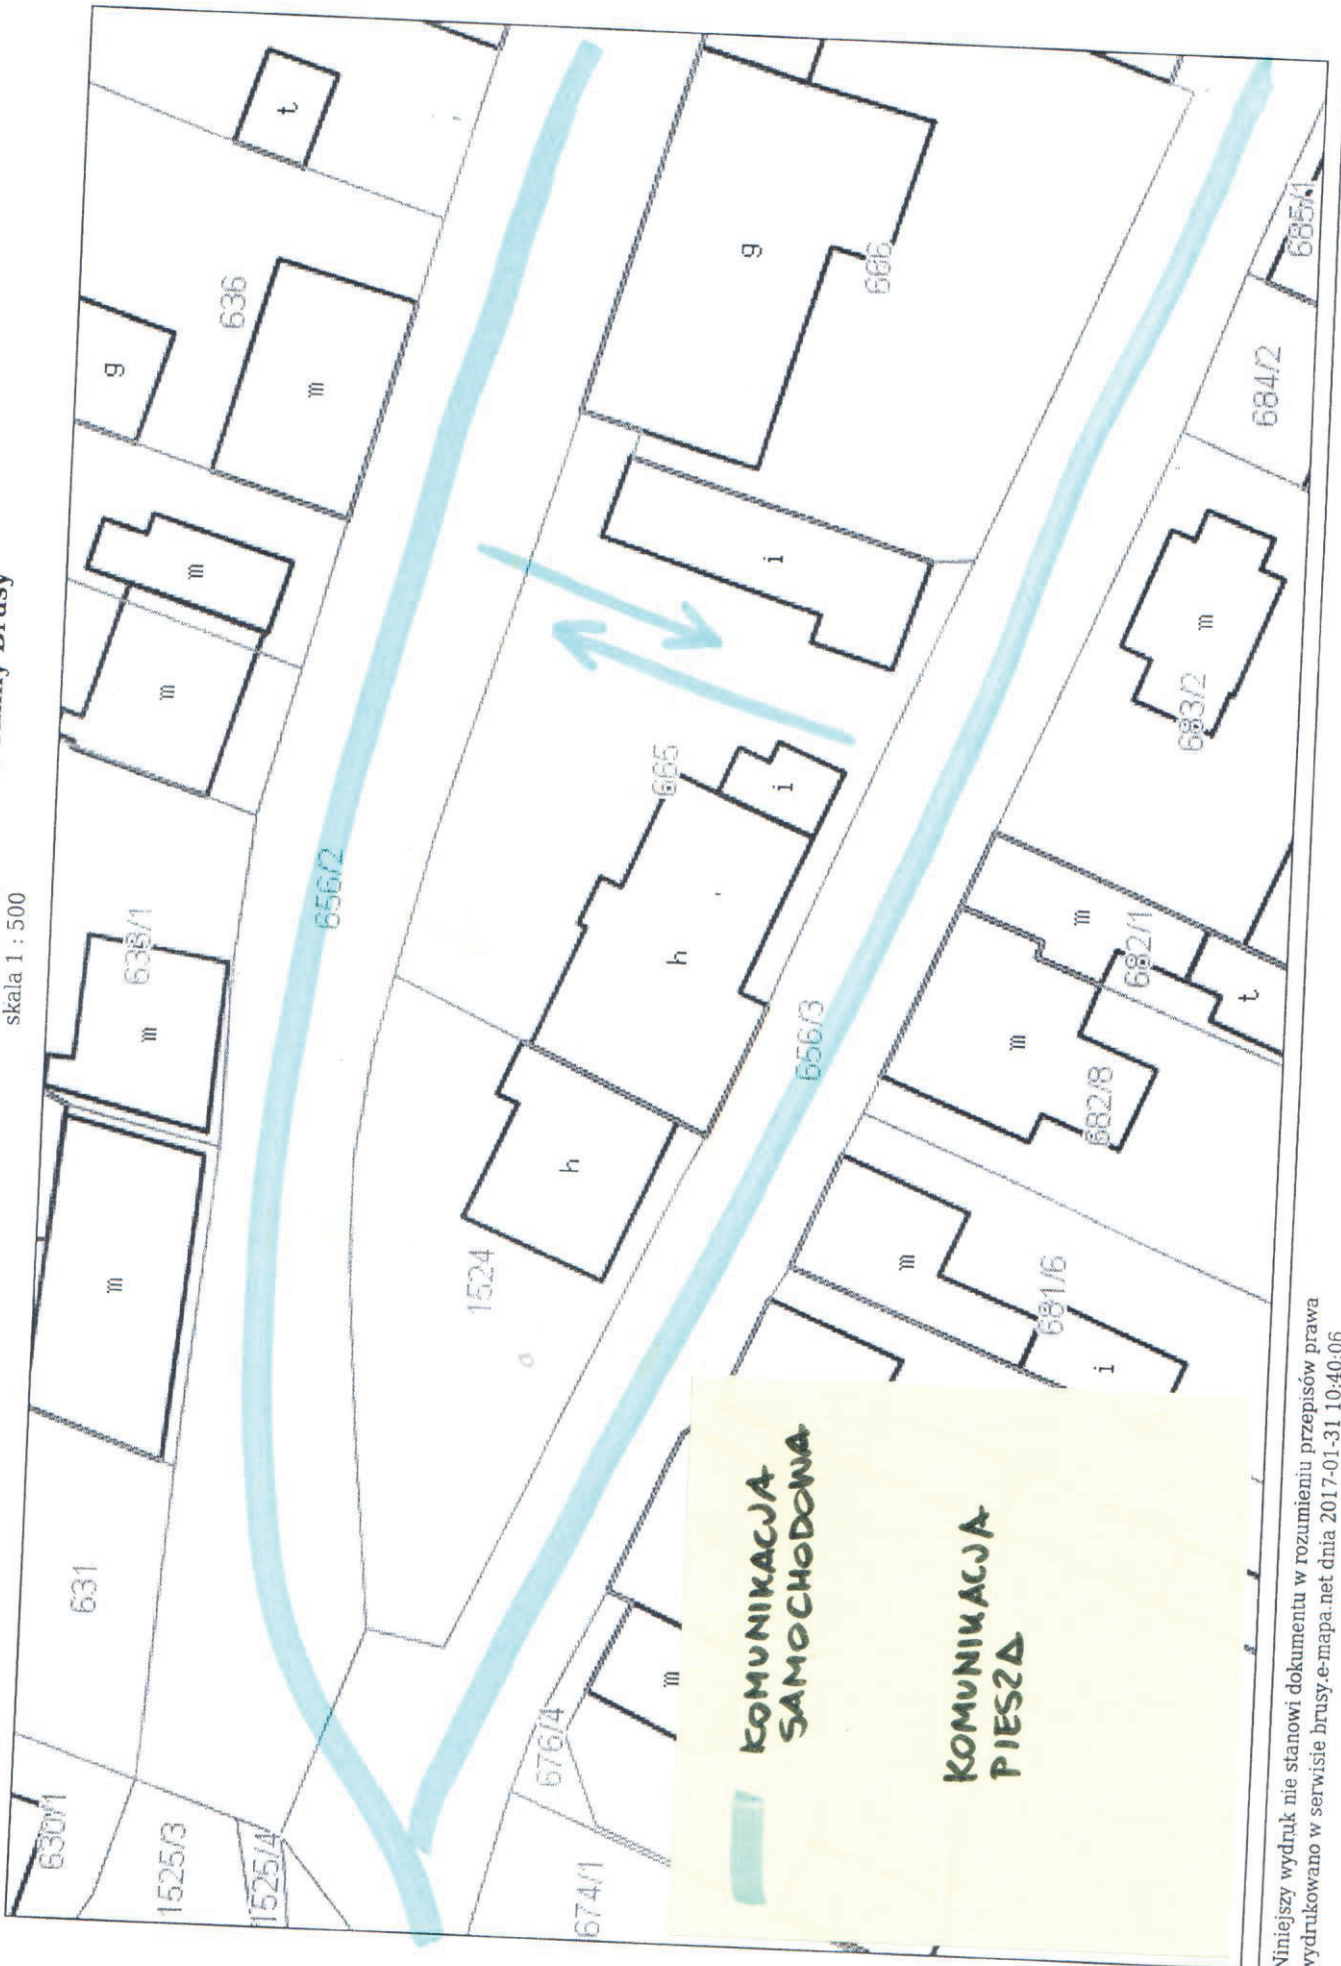 Brusy
skala 1 : 500
630/1
631
m
638/1
m
m
m
g
636
m
t
1525/3
1525/4
656/2
674/1
676/4
1524
h
h
665
i
i
g
666
656/3
m
KOMUNIKACJA
SAMOCHODOWA
KOMUNIKACJA
PIESZA
m
681/6
i
m
682/8
m
682/1
t
683/2
m
684/2
685/1
Niniejszy wydruk nie stanowi dokumentu w rozumieniu przepisów prawa
wydrukowano w serwisie brusy.e-mapa.net dnia 2017-01-31 10:40:06